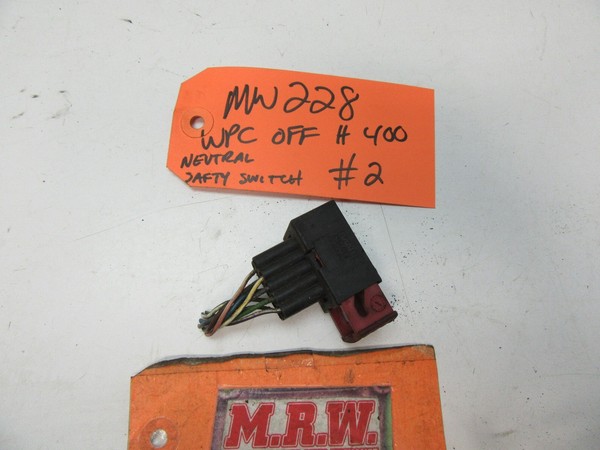 MW228
WPC OFF H 400
NEUTRAL
SAFTY SWITCH #2
M.R.W.